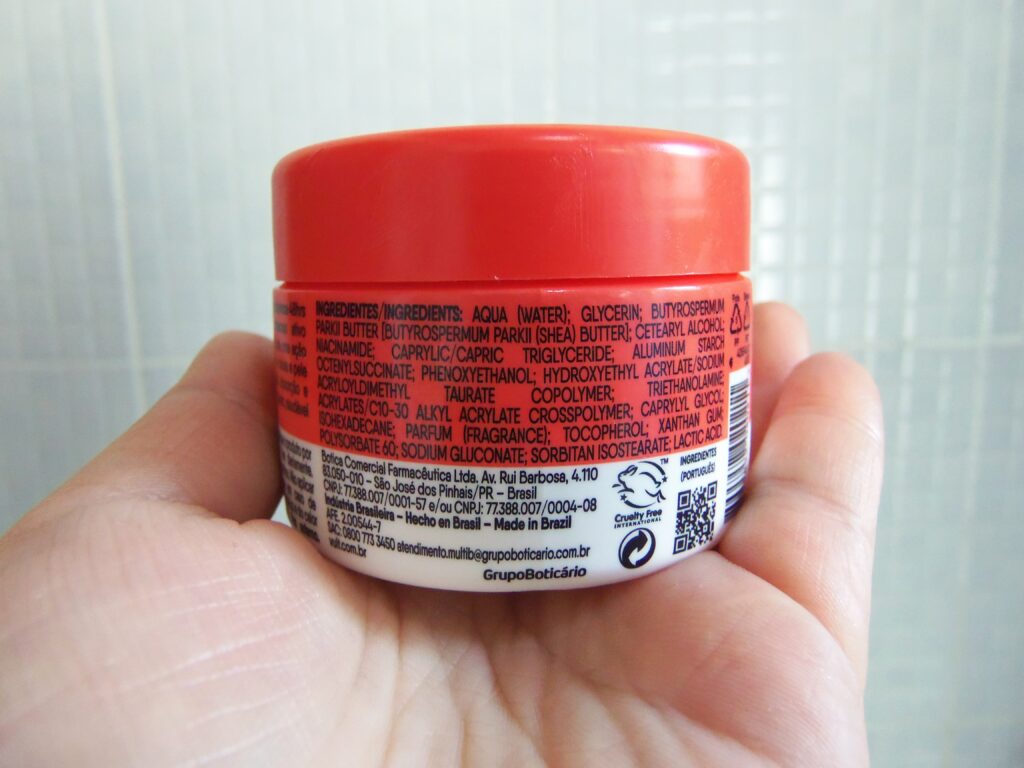 INGREDIENTES/INGREDIENTS: AQUA (WATER); GLYCERIN; BUTYROSPERMUM
PARKII BUTTER [BUTYROSPERMUM PARKII (SHEA) BUTTER]; CETEARYL ALCOHOL;
NIACINAMIDE; CAPRYLIC/CAPRIC TRIGLYCERIDE; ALUMINUM STARCH
OCTENYLSUCCINATE; PHENOXYETHANOL; HYDROXYETHYL ACRYLATE/SODIUM
ACRYLOYLDIMETHYL TAURATE COPOLYMER; TRIETHANOLAMINE;
ACRYLATES/C10-30 ALKYL ACRYLATE CROSSPOLYMER; CAPRYLYL GLYCOL;
ISOHEXADECANE; PARFUM (FRAGRANCE); TOCOPHEROL; XANTHAN GUM;
POLYSORBATE 60; SODIUM GLUCONATE; SORBITAN ISOSTEARATE; LACTIC ACID.
Botica Comercial Farmacêutica Ltda. Av. Rui Barbosa, 4.110
83.050-010 - São José dos Pinhais/PR - Brasil
CNPJ: 77.388.007/0001-57 e/ou CNPJ: 77.388.007/0004-08
Indústria Brasileira - Hecho en Brasil - Made in Brazil
AFE 2.00544-7
SAC: 0800 773 3450 atendimento.multib@grupoboticario.com.br
vult.com.br
GrupoBoticário
Cruelty Free
INTERNATIONAL
TM
INGREDIENTES
(PORTUGUÊS)